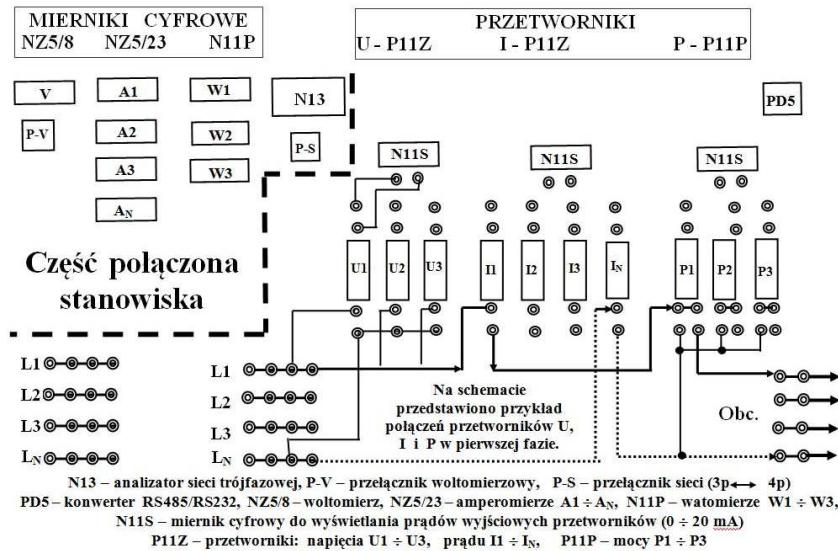 MIERNIKI CYFROWE
NZ5/8 NZ5/23 N11P
PRZETWORNIKI
U - P11Z I - P11Z P - P11P
V A1 W1 N13 PD5
P-V A2 W2 P-S
A3 W3
N11S N11S N11S
AN
Część połączona
stanowiska
U1 U2 U3 I1 I2 I3 IN P1 P2 P3
L1
L2
L3
LN
L1
L2
L3
LN
Na schemacie
przedstawiono przykład
połączeń przetworników U,
I i P w pierwszej fazie.
Obc.
N13 – analizator sieci trójfazowej, P-V – przełącznik woltomierzowy, P-S – przełącznik sieci (3p↔ 4p)
PD5 – konwerter RS485/RS232, NZ5/8 – woltomierz, NZ5/23 – amperomierze A1 ÷ AN, N11P – watomierze W1 ÷ W3,
N11S – miernik cyfrowy do wyświetlania prądów wyjściowych przetworników (0 ÷ 20 mA)
P11Z – przetworniki: napięcia U1 ÷ U3, prądu I1 ÷ IN, P11P – mocy P1 ÷ P3